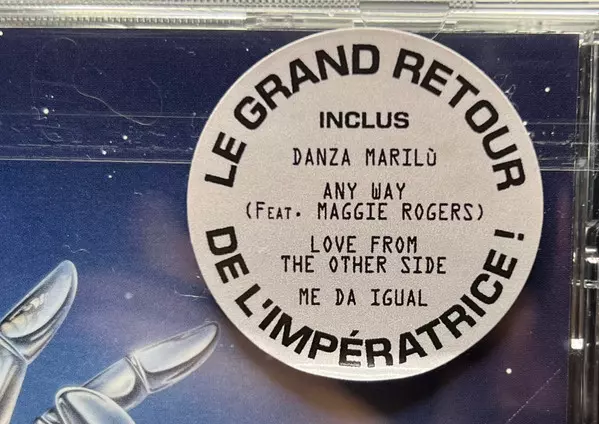 LE GRAND RETOUR
INCLUS
DANZA MARILÙ
ANY WAY
(FEAT. MAGGIE ROGERS)
LOVE FROM
THE OTHER SIDE
ME DA IGUAL
DE L'IMPÉRATRICE !